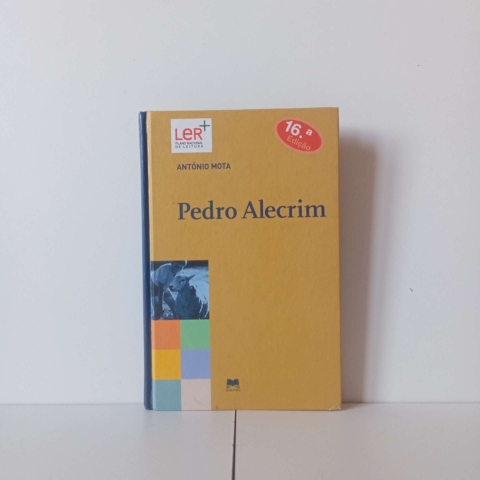 LeR+
PLANO NACIONAL
DE LEITURA
16.ª
Edição
ANTÓNIO MOTA
Pedro Alecrim